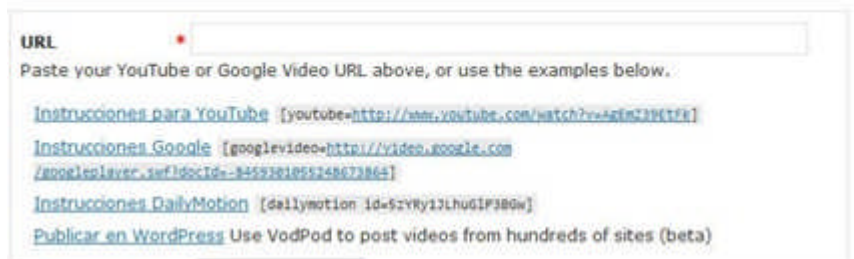 URL *
Paste your YouTube or Google Video URL above, or use the examples below.
Instrucciones para YouTube [youtube=http://www.youtube.com/watch?v=AgEmZ39EtFk]
Instrucciones Google [googlevideo=http://video.google.com
/googleplayer.swf?docId=-8459301055248673864]
Instrucciones DailyMotion [dailymotion id=]
Publicar en WordPress Use VodPod to post videos from hundreds of sites (beta)